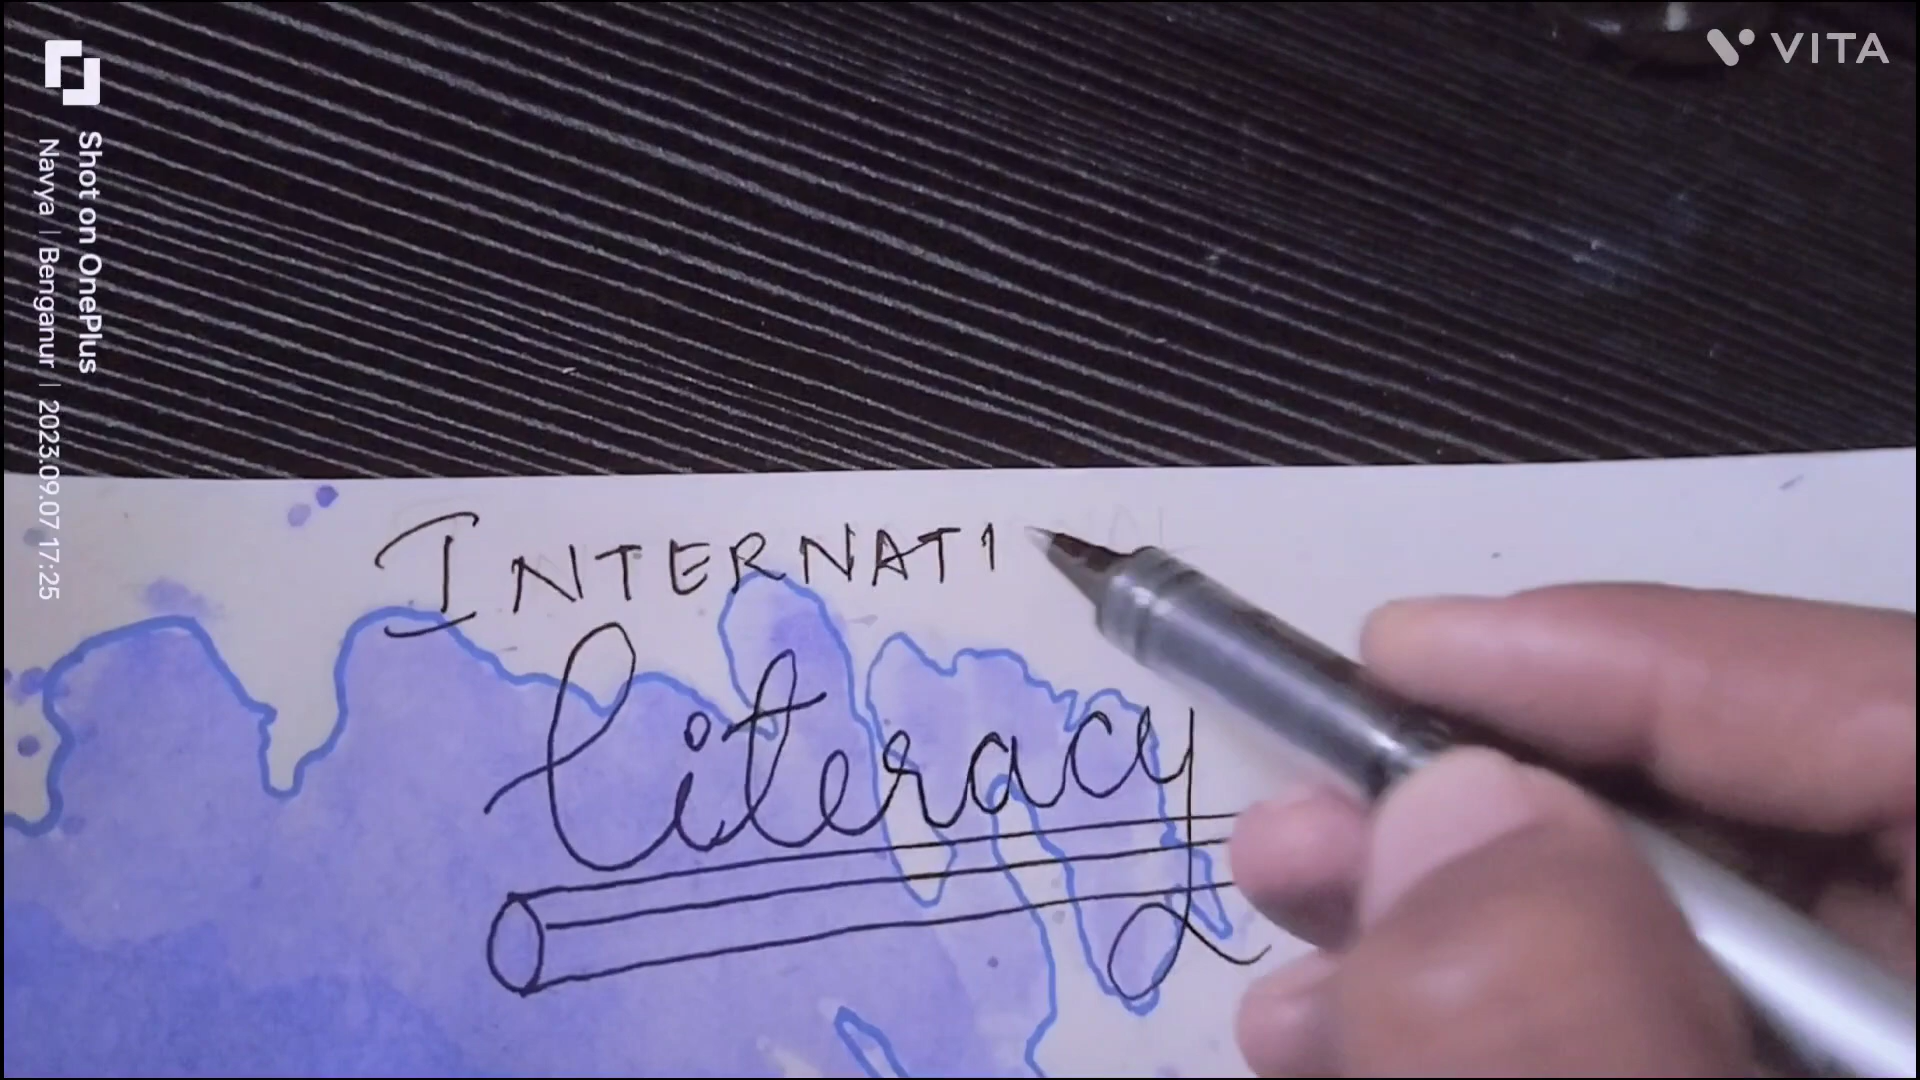 VITA
Shot on OnePlus
Navya | Benganur | 2023.09.07 17:25
INTERNATI
literacy